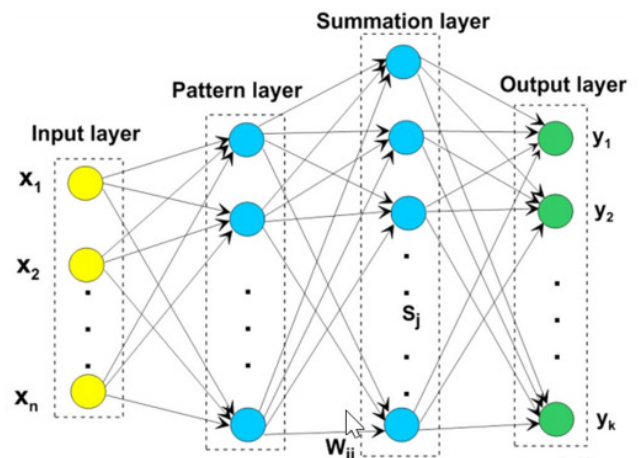 Summation layer
Pattern layer
Output layer
Input layer
x1
x2
xn
Sj
Wij
y1
y2
yk